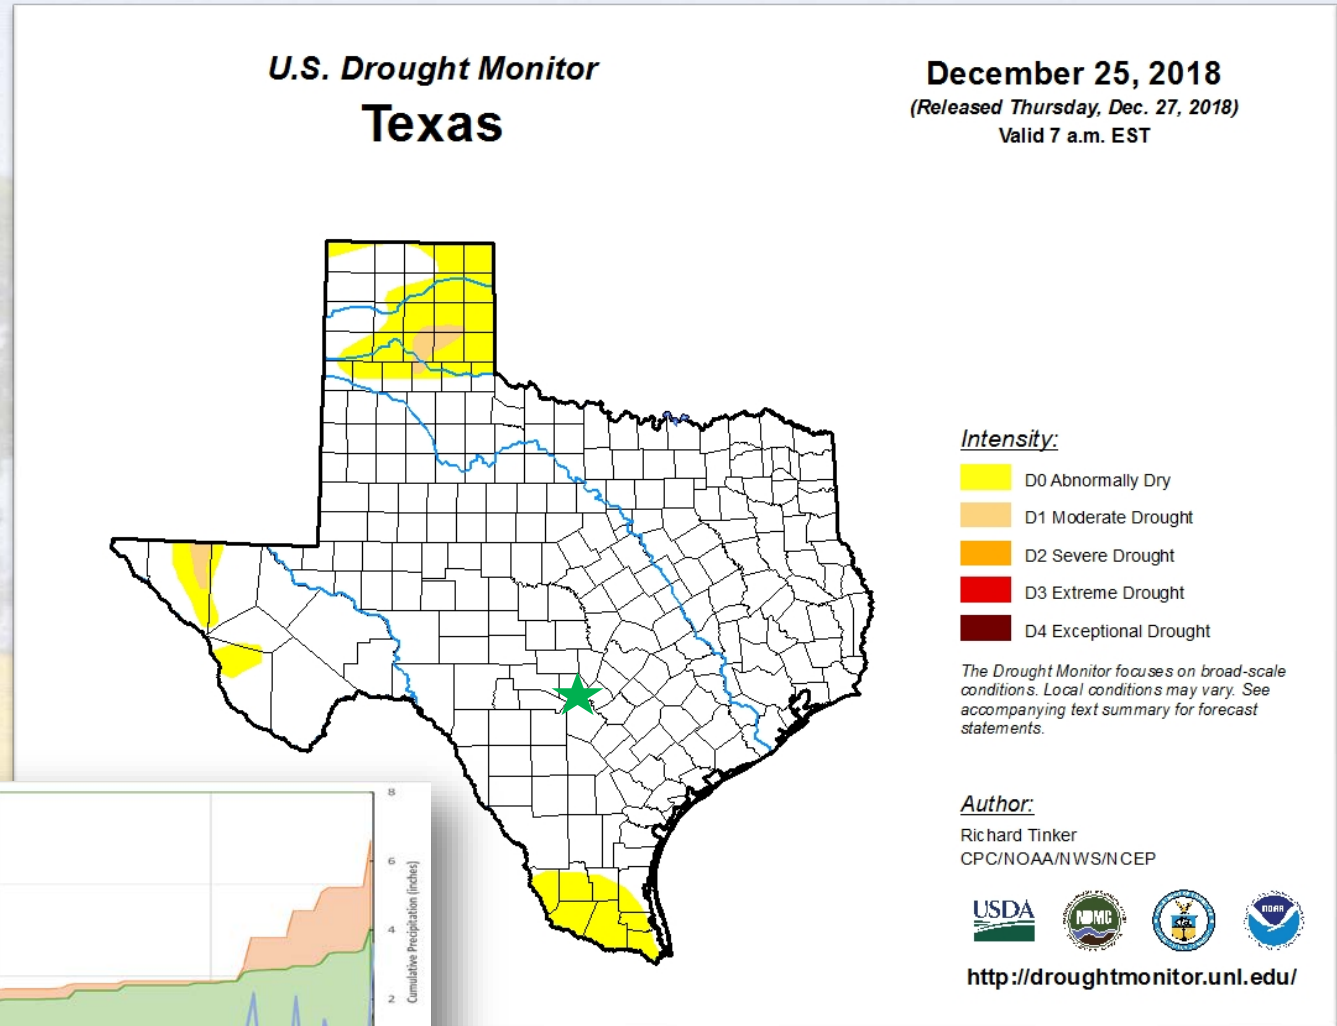 U.S. Drought Monitor
Texas
December 25, 2018
(Released Thursday, Dec. 27, 2018)
Valid 7 a.m. EST
Intensity:
D0 Abnormally Dry
D1 Moderate Drought
D2 Severe Drought
D3 Extreme Drought
D4 Exceptional Drought
The Drought Monitor focuses on broad-scale
conditions. Local conditions may vary. See
accompanying text summary for forecast
statements.
Author:
Richard Tinker
CPC/NOAA/NWS/NCEP
USDA
NDMC
NOAA
http://droughtmonitor.unl.edu/
8
6
4
2
Cumulative Precipitation (inches)